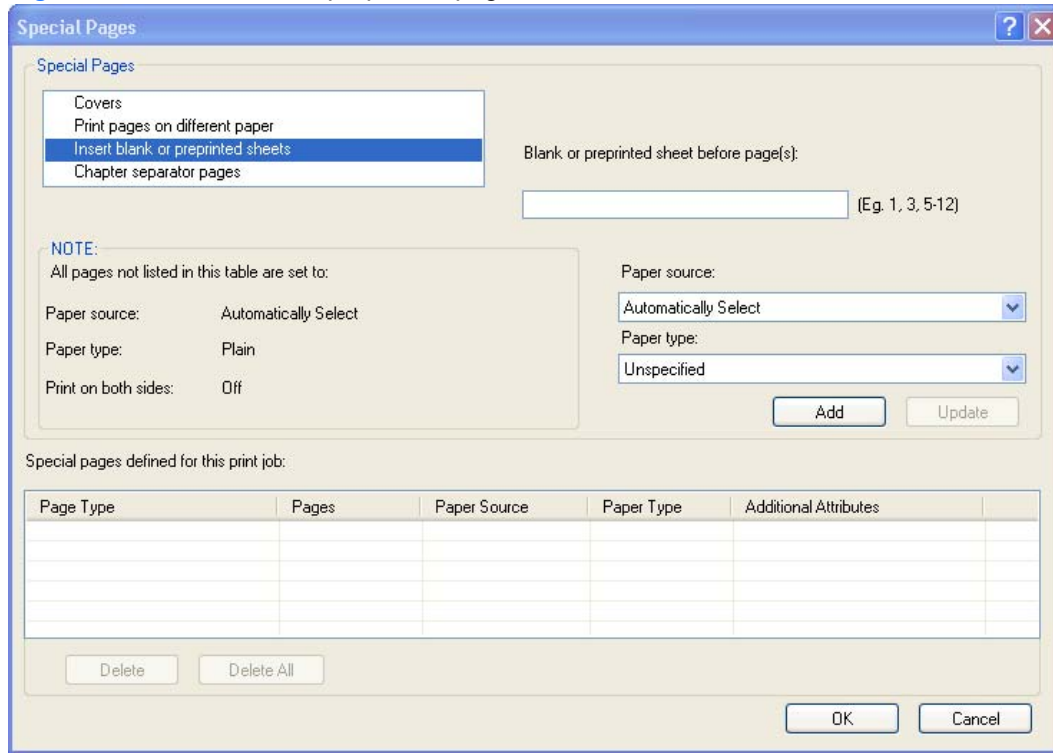 Special Pages
Special Pages
Covers
Print pages on different paper
Insert blank or preprinted sheets
Chapter separator pages
Blank or preprinted sheet before page(s):
(Eg. 1, 3, 5-12)
NOTE:
All pages not listed in this table are set to:
Paper source: Automatically Select
Paper type: Plain
Print on both sides: Off
Paper source:
Automatically Select
Paper type:
Unspecified
Add Update
Special pages defined for this print job:
Page Type Pages Paper Source Paper Type Additional Attributes
Delete Delete All
OK Cancel